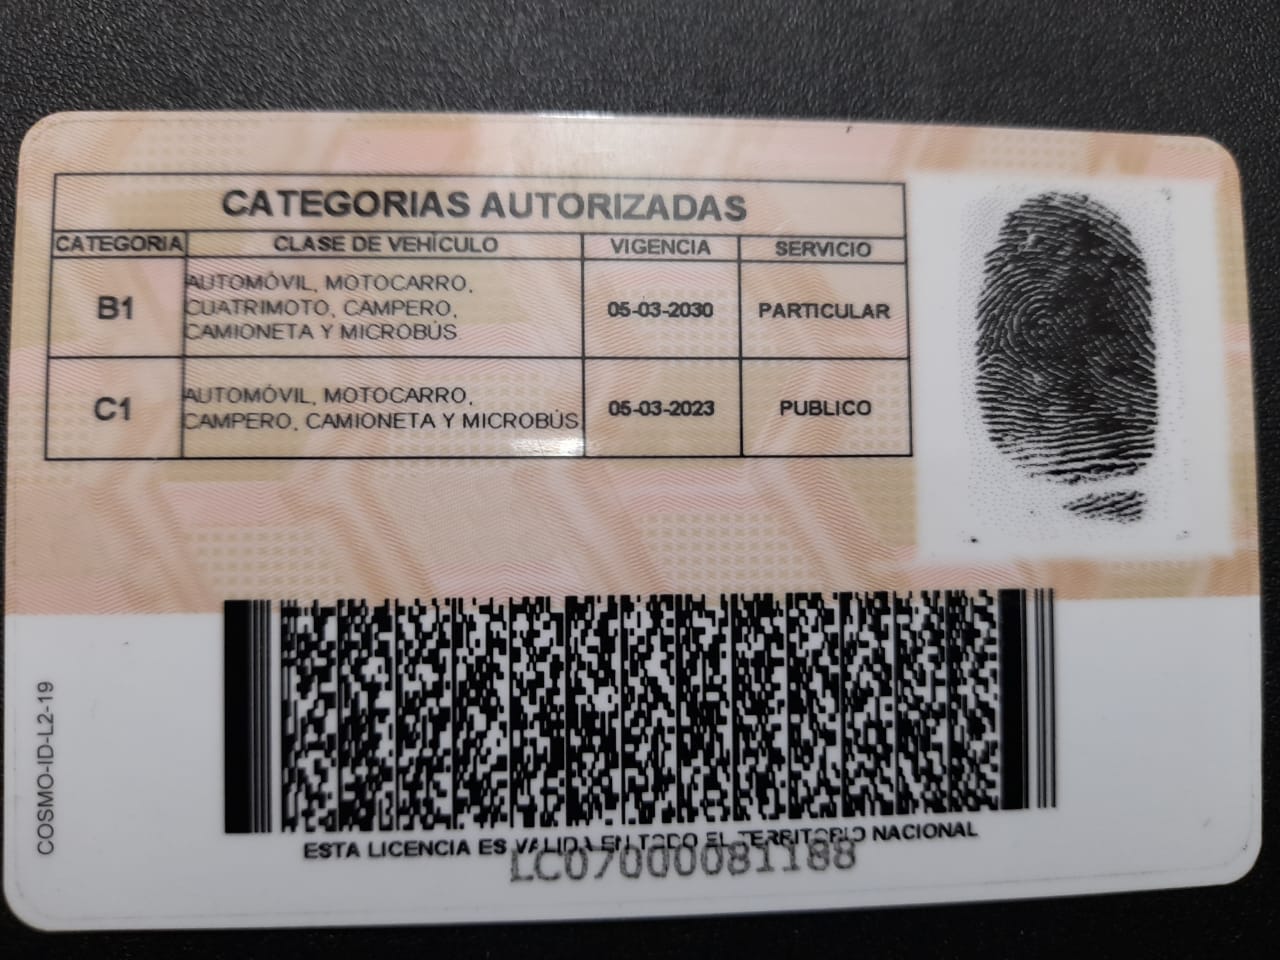 CATEGORIAS AUTORIZADAS
CATEGORIA CLASE DE VEHÍCULO VIGENCIA SERVICIO
B1 AUTOMÓVIL, MOTOCARRO, CUATRIMOTO, CAMPERO, CAMIONETA Y MICROBÚS 05-03-2030 PARTICULAR
C1 AUTOMÓVIL, MOTOCARRO, CAMPERO, CAMIONETA Y MICROBÚS 05-03-2023 PUBLICO
COSMO-ID-L2-19
ESTA LICENCIA ES VALIDA EN TODO EL TERRITORIO NACIONAL
LC07000081188